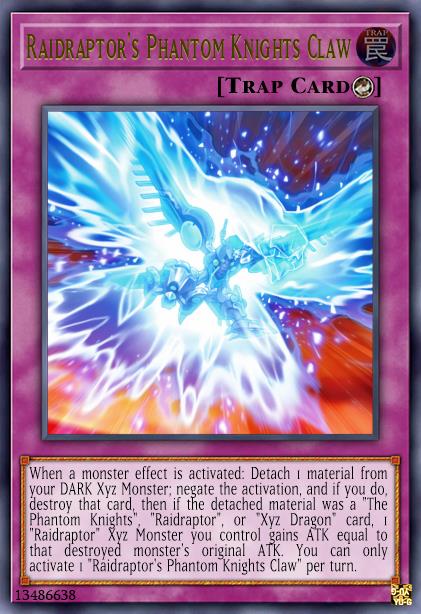 Raidraptor's Phantom Knights Claw
TRAP
罠
[Trap Card]
When a monster effect is activated: Detach 1 material from
your DARK Xyz Monster; negate the activation, and if you do,
destroy that card, then if the detached material was a "The
Phantom Knights", "Raidraptor", or "Xyz Dragon" card, 1
"Raidraptor" Xyz Monster you control gains ATK equal to
that destroyed monster's original ATK. You can only
activate 1 "Raidraptor's Phantom Knights Claw" per turn.
13486638